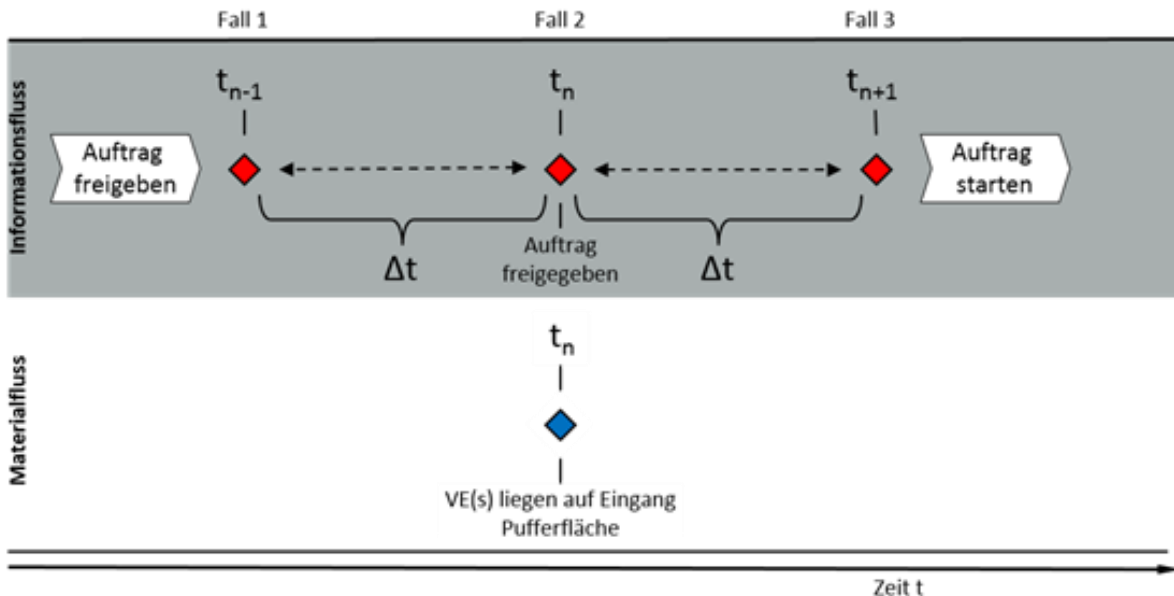 Fall 1
Fall 2
Fall 3
Informationsfluss
tn-1
tn
tn+1
Auftrag
freigeben
Auftrag
starten
Δt
Auftrag
freigegeben
Δt
Materialfluss
tn
VE(s) liegen auf Eingang
Pufferfläche
Zeit t